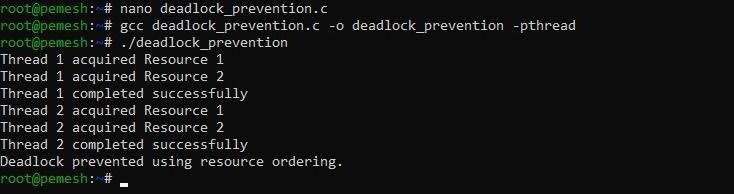 root@pemesh:~# nano deadlock_prevention.c
root@pemesh:~# gcc deadlock_prevention.c -o deadlock_prevention -pthread
root@pemesh:~# ./deadlock_prevention
Thread 1 acquired Resource 1
Thread 1 acquired Resource 2
Thread 1 completed successfully
Thread 2 acquired Resource 1
Thread 2 acquired Resource 2
Thread 2 completed successfully
Deadlock prevented using resource ordering.
root@pemesh:~#